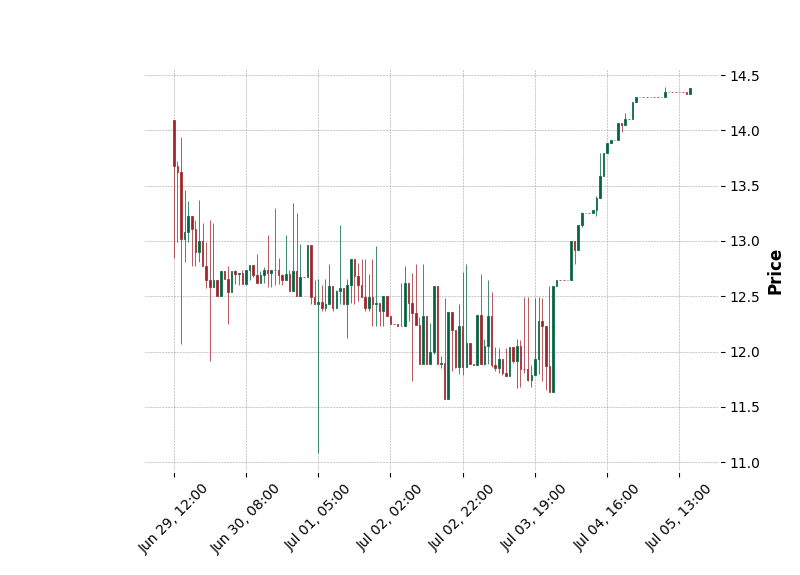 14.5
14.0
13.5
13.0
12.5
12.0
11.5
11.0
Price
Jun 29, 12:00
Jun 30, 08:00
Jul 01, 05:00
Jul 02, 02:00
Jul 02, 22:00
Jul 03, 19:00
Jul 04, 16:00
Jul 05, 13:00